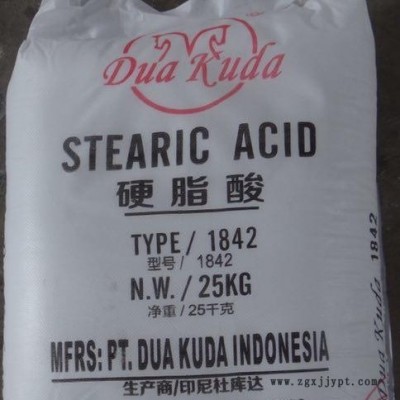 Dua Kuda
STEARIC ACID
硬脂酸
TYPE / 1842
型号 / 1842
N.W. / 25KG
净重 / 25千克
MFRS: PT. DUA KUDA INDONESIA
生产商/印尼杜库达
Dua Kuda 1842
www.zgxjjypt.com